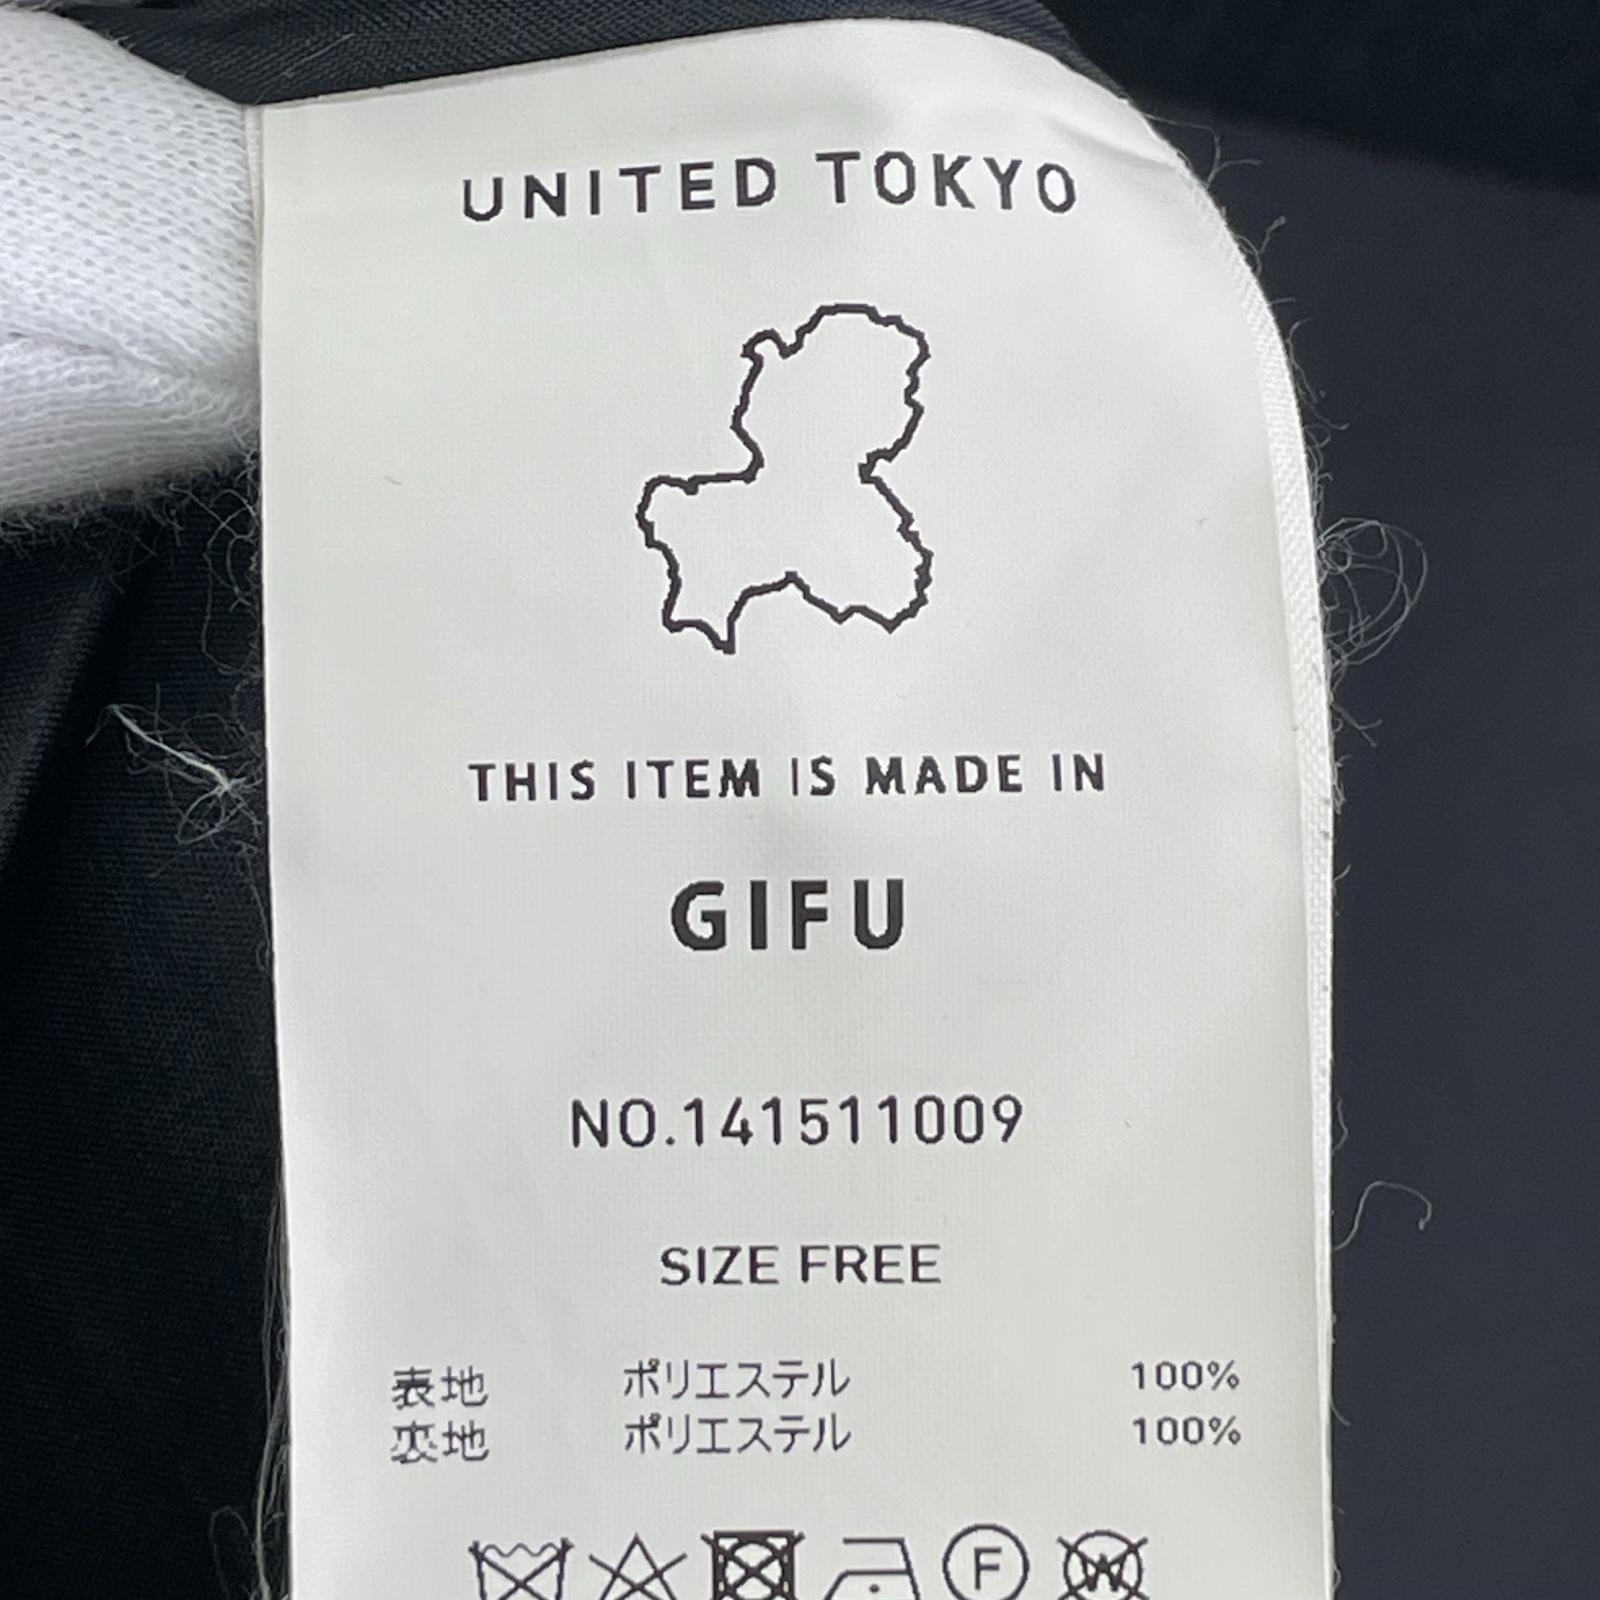 UNITED TOKYO
THIS ITEM IS MADE IN
GIFU
NO.141511009
SIZE FREE
表地 ポリエステル 100%
裏地 ポリエステル 100%
F
W